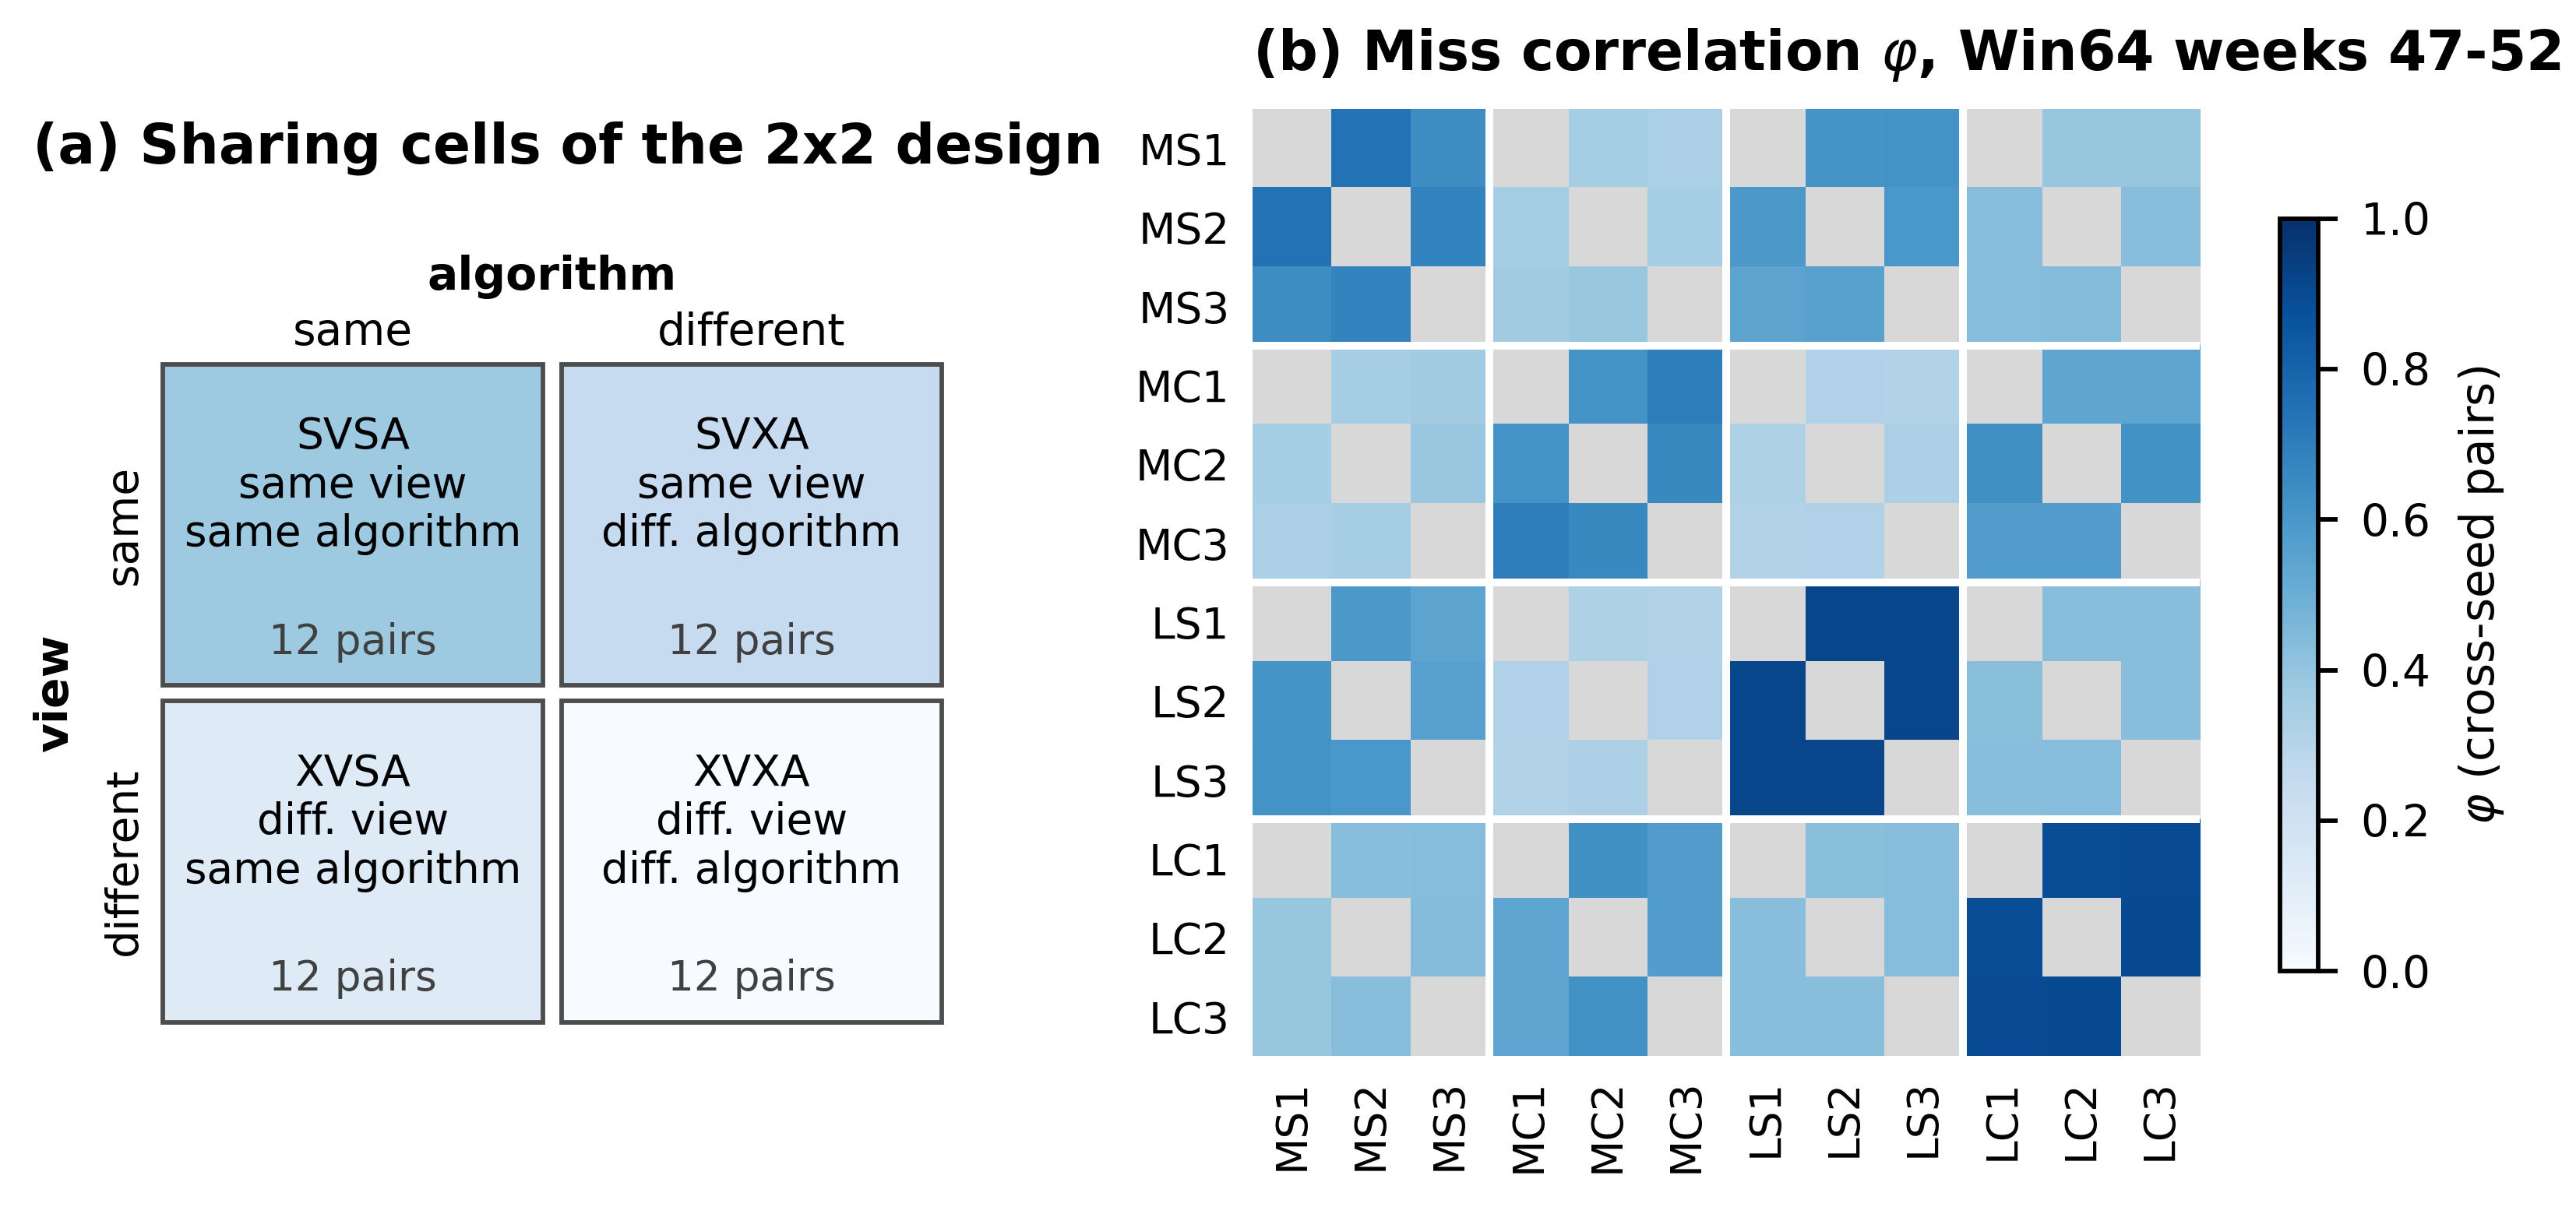 (a) Sharing cells of the 2x2 design
algorithm
same
different
view
same
different
SVSA
same view
same algorithm
12 pairs
SVXA
same view
diff. algorithm
12 pairs
XVSA
diff. view
same algorithm
12 pairs
XVXA
diff. view
diff. algorithm
12 pairs
(b) Miss correlation φ, Win64 weeks 47-52
MS1
MS2
MS3
MC1
MC2
MC3
LS1
LS2
LS3
LC1
LC2
LC3
MS1
MS2
MS3
MC1
MC2
MC3
LS1
LS2
LS3
LC1
LC2
LC3
1.0
0.8
0.6
0.4
0.2
0.0
φ (cross-seed pairs)